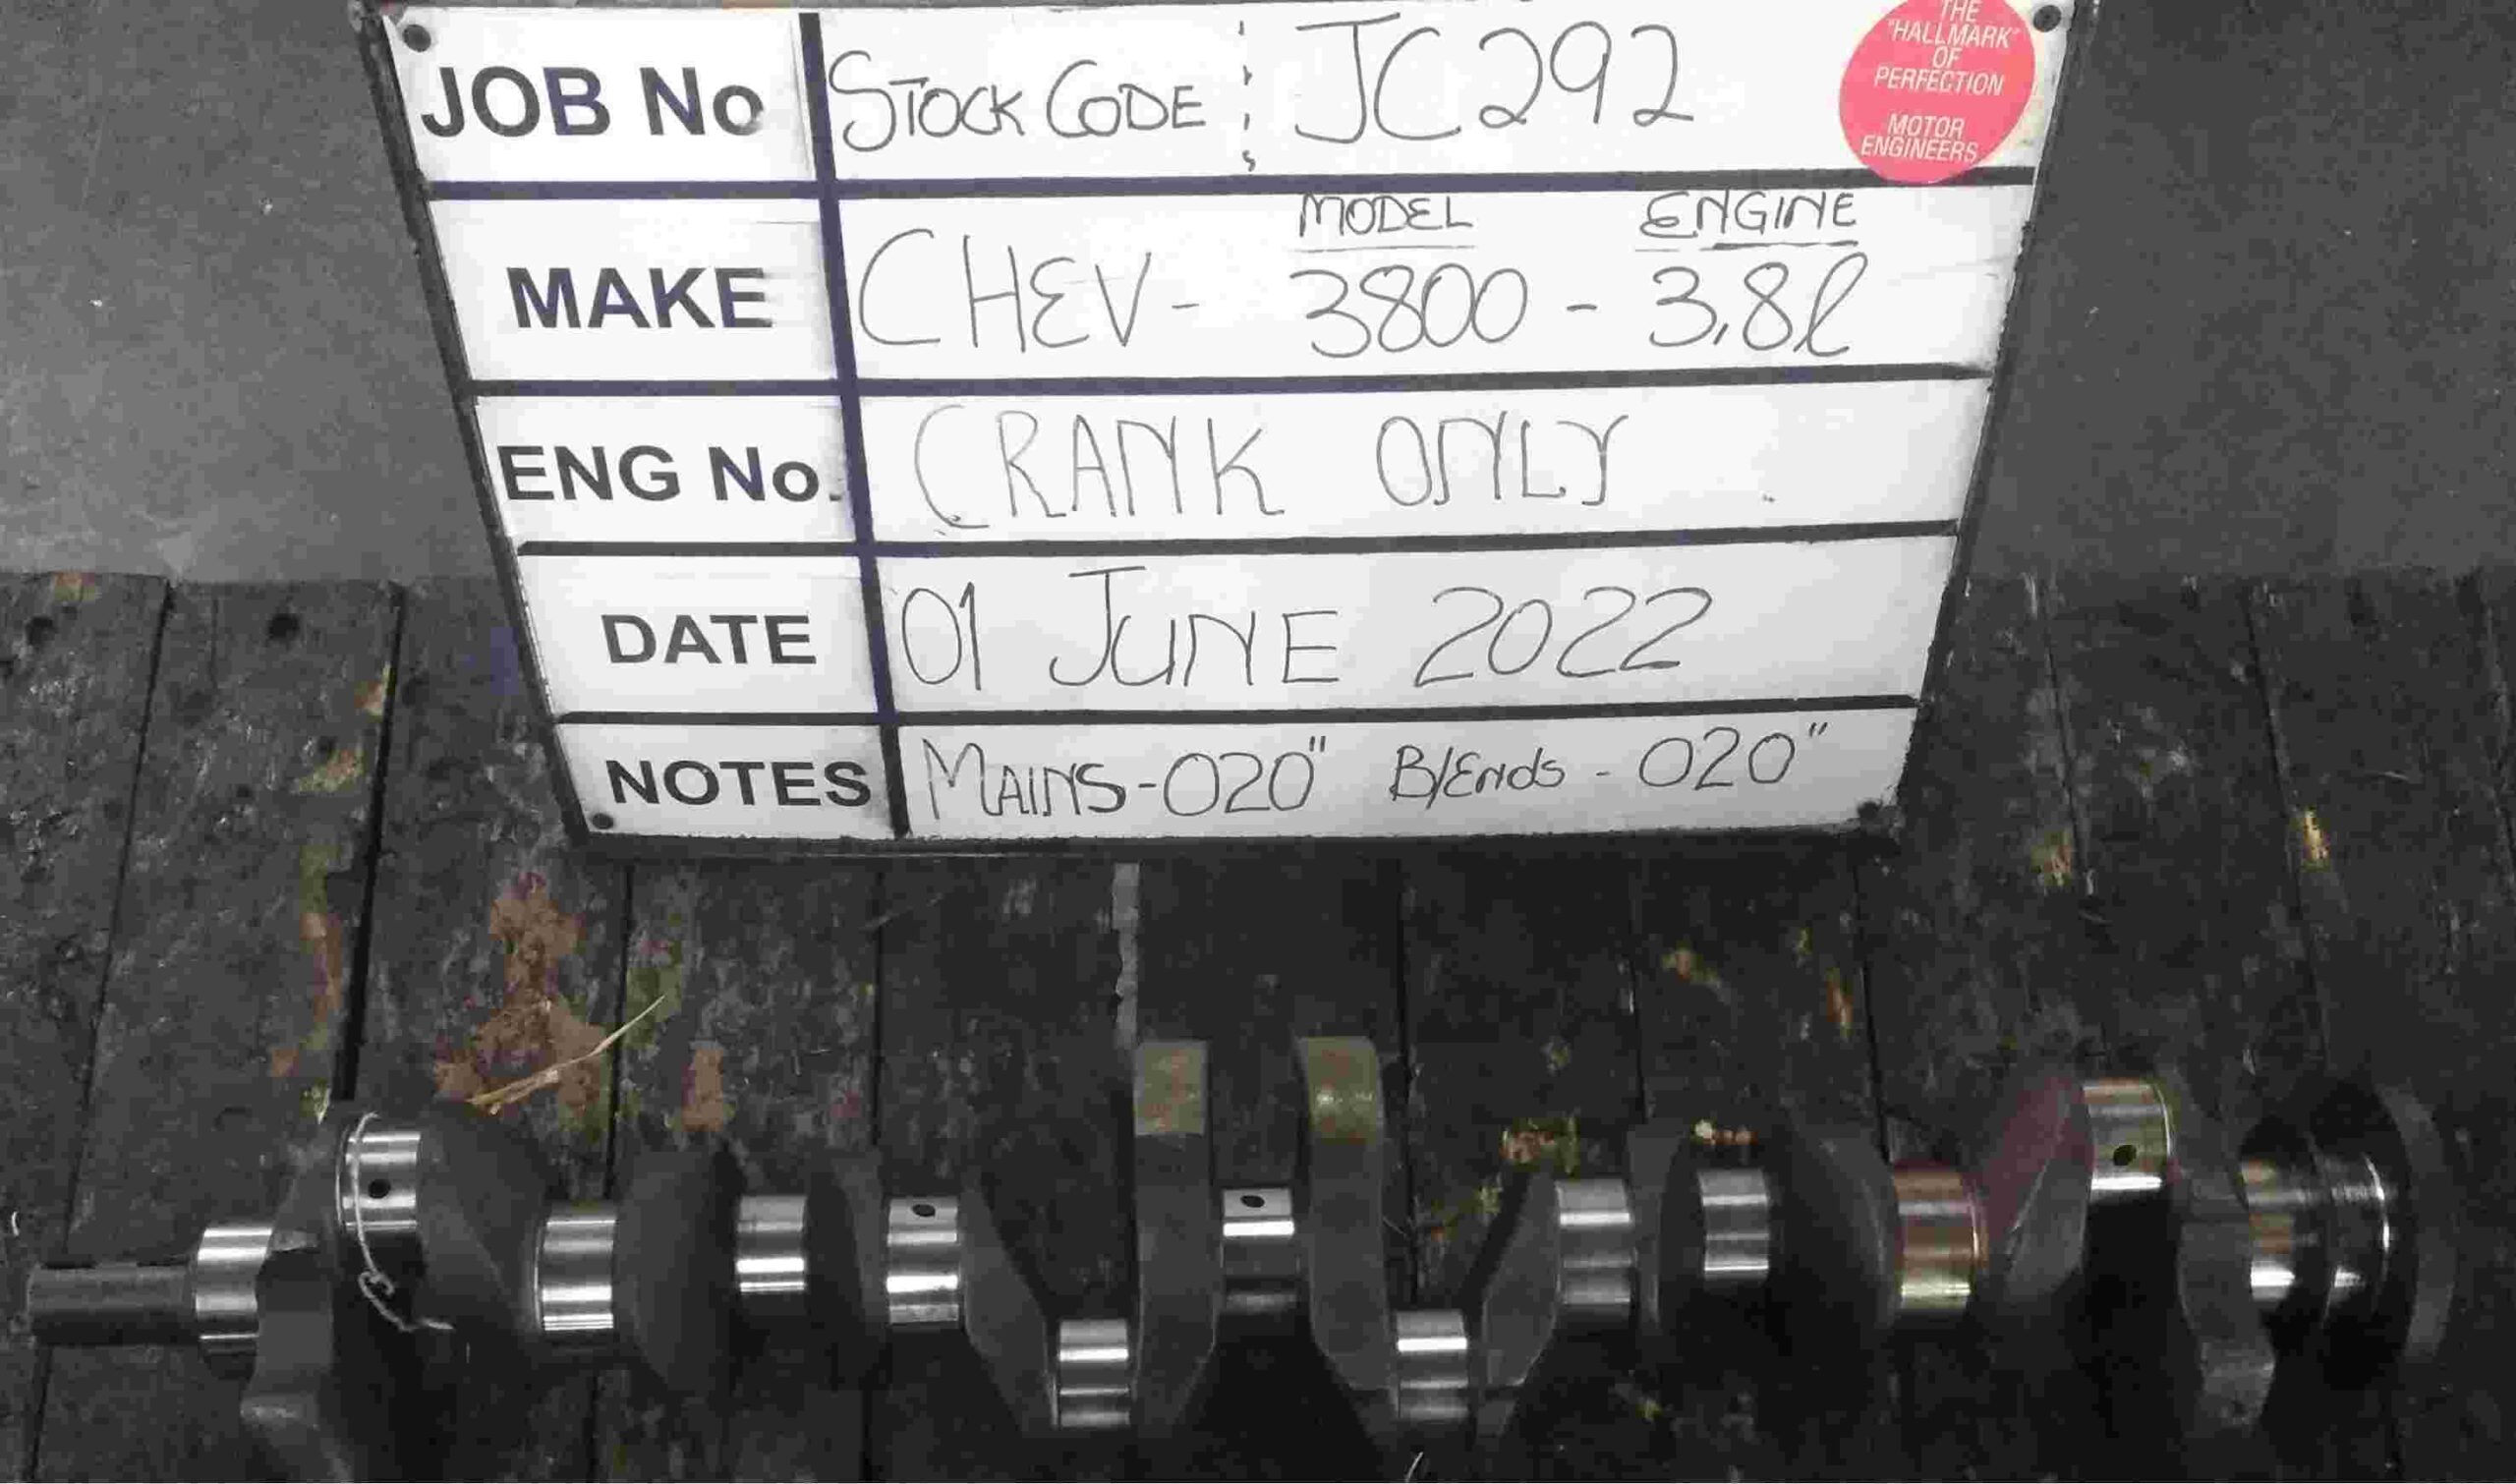 THE
"HALLMARK"
OF
PERFECTION
MOTOR
ENGINEERS
JOB No STOCK CODE : JC292
MODEL ENGINE
MAKE CHEV - 3800 - 3,8l
ENG No. CRANK ONLY
DATE 01 JUNE 2022
NOTES MAINS-020" B/Ends - 020"